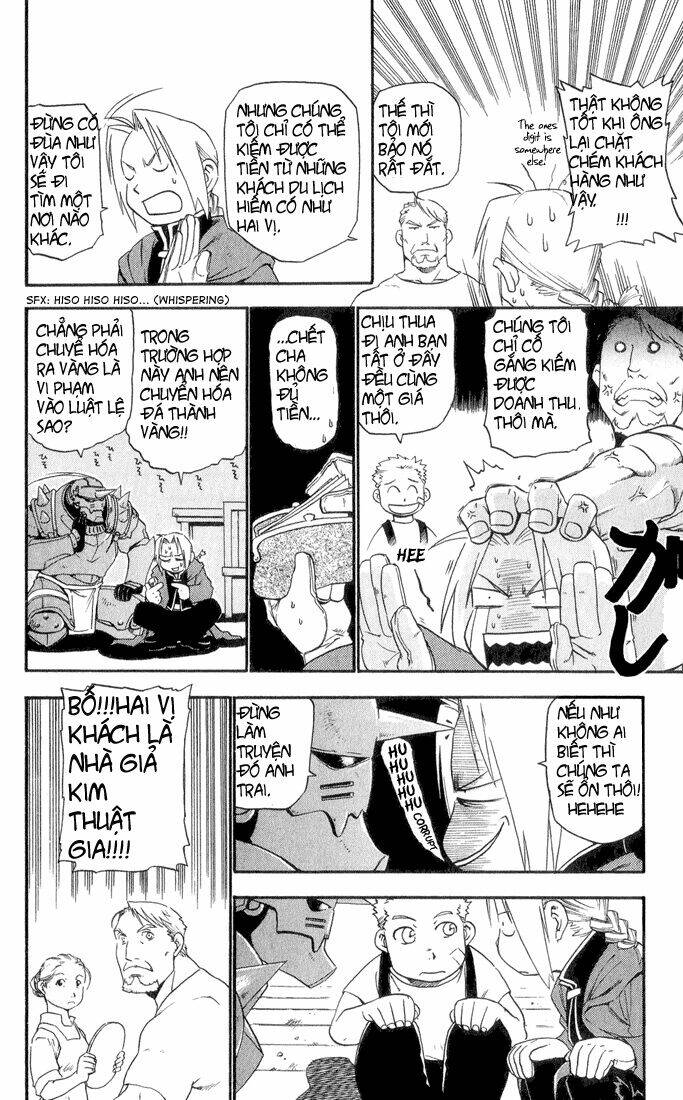 THẬT KHÔNG
TỐT KHI ÔNG
LẠI CHẶT
CHÉM KHÁCH
HÀNG NHƯ
VẬY.
!!!
The ones
digit is
somewhere
else!
THẾ THÌ
TÔI MỚI
BẢO NÓ
RẤT ĐẮT.
NHƯNG CHÚNG
TÔI CHỈ CÓ THỂ
KIẾM ĐƯỢC
TIỀN TỪ NHỮNG
KHÁCH DU LỊCH
HIẾM CÓ NHƯ
HAI VỊ.
ĐỪNG CÓ
ĐÙA NHƯ
VẬY TÔI
SẼ ĐI
TÌM MỘT
NƠI NÀO
KHÁC.
SFX: HISO HISO HISO... (WHISPERING)
CHÚNG TÔI
CHỈ CỐ
GẮNG KIẾM
ĐƯỢC
DOANH THU
THÔI MÀ.
CHỊU THUA
ĐI ANH BẠN
TẤT Ở ĐÂY
ĐỀU CÙNG
MỘT GIÁ
THÔI.
HEE
ガシ
...CHẾT
CHA
KHÔNG
ĐỦ
TIỀN...
TRONG
TRƯỜNG HỢP
NÀY ANH NÊN
CHUYỂN HÓA
ĐÁ THÀNH
VÀNG!!
CHẲNG PHẢI
CHUYỂ HÓA
RA VÀNG LÀ
VI PHẠM
VÀO LUẬT LỆ
SAO?
NẾU NHƯ
KHÔNG AI
BIẾT THÌ
CHÚNG TA
SẼ ỔN THÔI!
HEHEHE
HU
HU
HU
HU
HU
CORRUPT
ĐỪNG
LÀM
TRUYỆN
ĐÓ ANH
TRAI.
BỐ!!!HAI VỊ
KHÁCH LÀ
NHÀ GIẢ
KIM
THUẬT
GIA!!!!